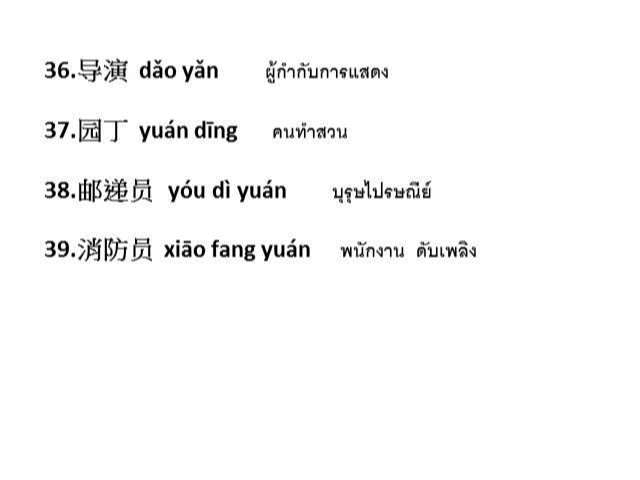 36.导演 dǎo yǎn ผู้กำกับการแสดง
37.园丁 yuán dīng คนทำสวน
38.邮递员 yóu dì yuán บุรุษไปรษณีย์
39.消防员 xiāo fang yuán พนักงาน ดับเพลิง